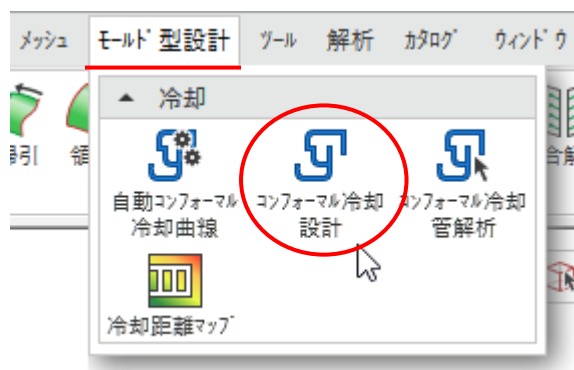 メッシュ モールド型設計 ツール 解析 カタログ ウィンドウ
冷却
自動コンフォーマル 冷却曲線
コンフォーマル冷却 設計
コンフォーマル冷却 管解析
冷却距離マップ